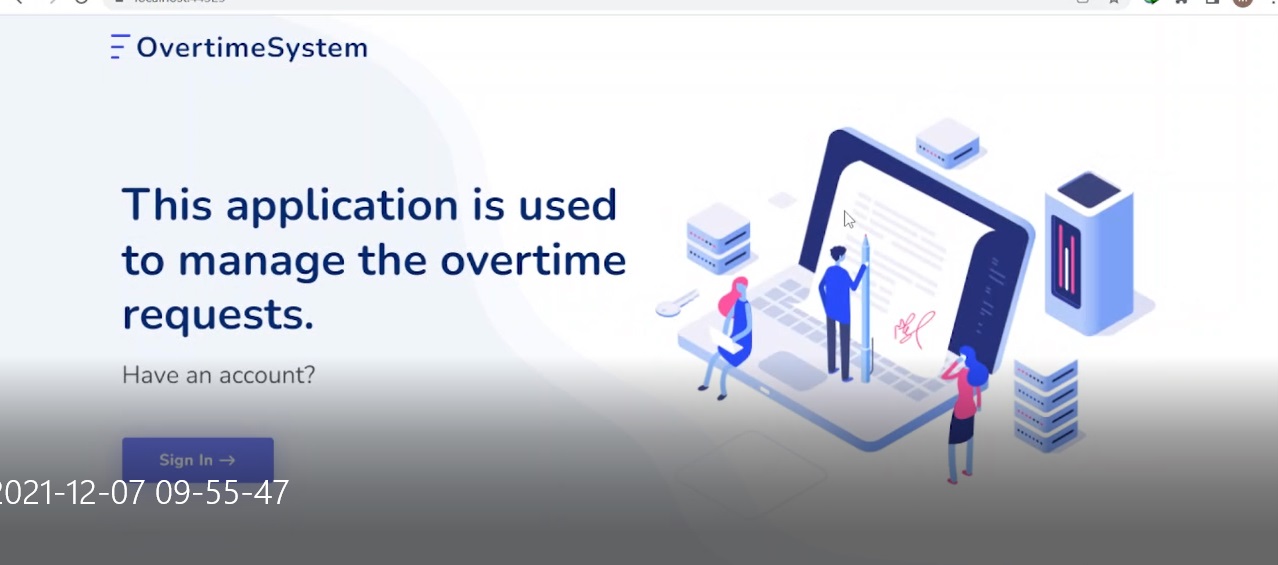 OvertimeSystem
This application is used
to manage the overtime
requests.
Have an account?
Sign In →
2021-12-07 09-55-47